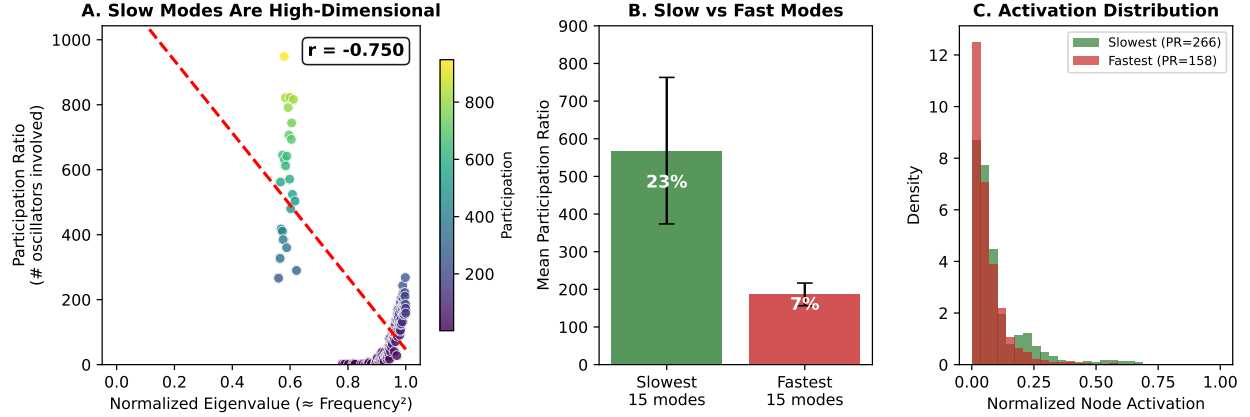 A. Slow Modes Are High-Dimensional
r = -0.750
1000
800
600
400
200
0
Participation Ratio
(# oscillators involved)
0.0
0.2
0.4
0.6
0.8
1.0
Normalized Eigenvalue (≈ Frequency²)
800
600
400
200
Participation
B. Slow vs Fast Modes
900
800
700
600
500
400
300
200
100
0
Mean Participation Ratio
23%
7%
Slowest
15 modes
Fastest
15 modes
C. Activation Distribution
Slowest (PR=266)
Fastest (PR=158)
12
10
8
6
4
2
0
Density
0.00
0.25
0.50
0.75
1.00
Normalized Node Activation